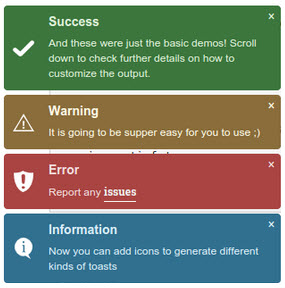 Success
And these were just the basic demos! Scroll
down to check further details on how to
customize the output.
Warning
It is going to be supper easy for you to use ;)
Error
Report any issues
Information
Now you can add icons to generate different
kinds of toasts